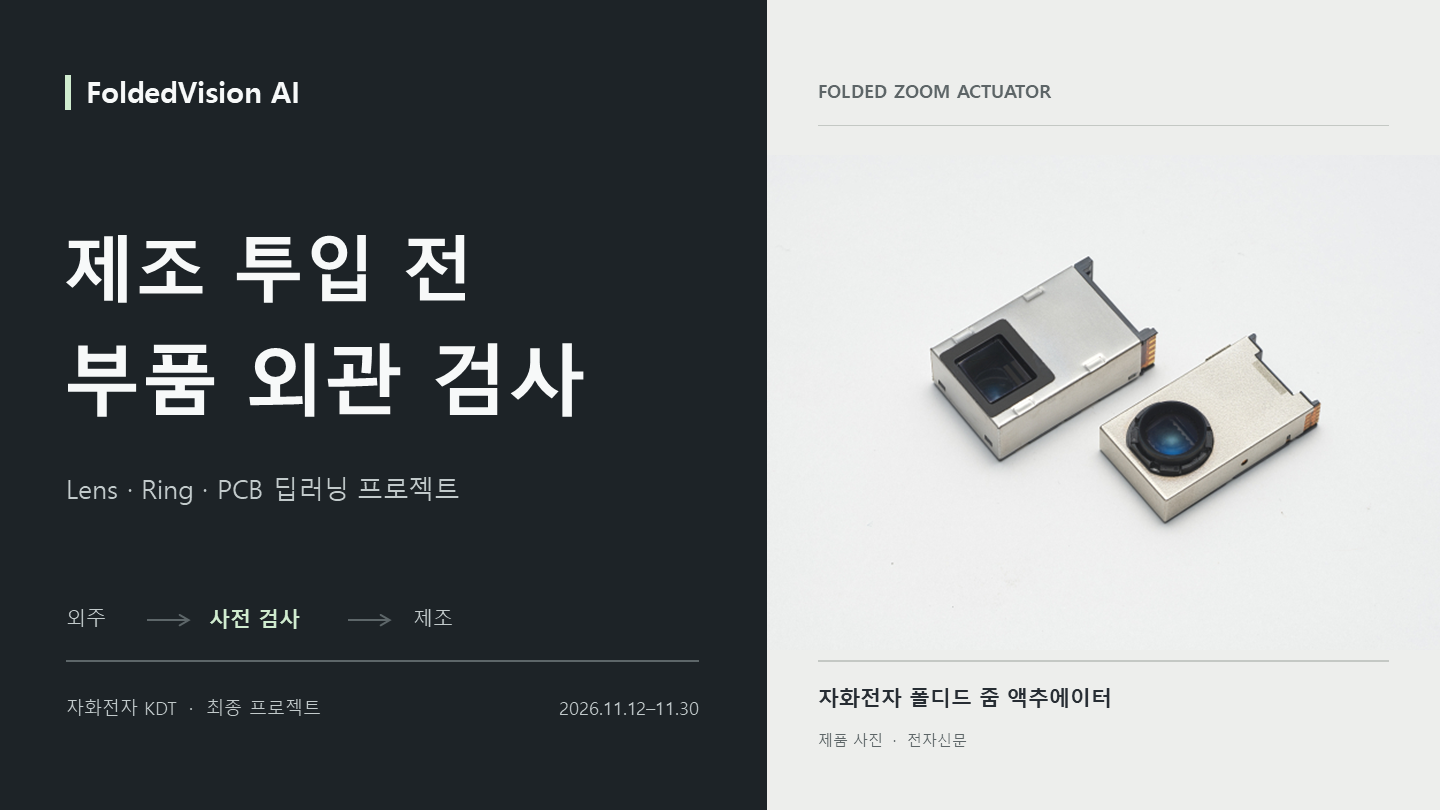 FoldedVision AI
제조 투입 전
부품 외관 검사
Lens · Ring · PCB 딥러닝 프로젝트
외주 → 사전 검사 → 제조
자화전자 KDT · 최종 프로젝트
2026.11.12–11.30
FOLDED ZOOM ACTUATOR
자화전자 폴디드 줌 액추에이터
제품 사진 · 전자신문